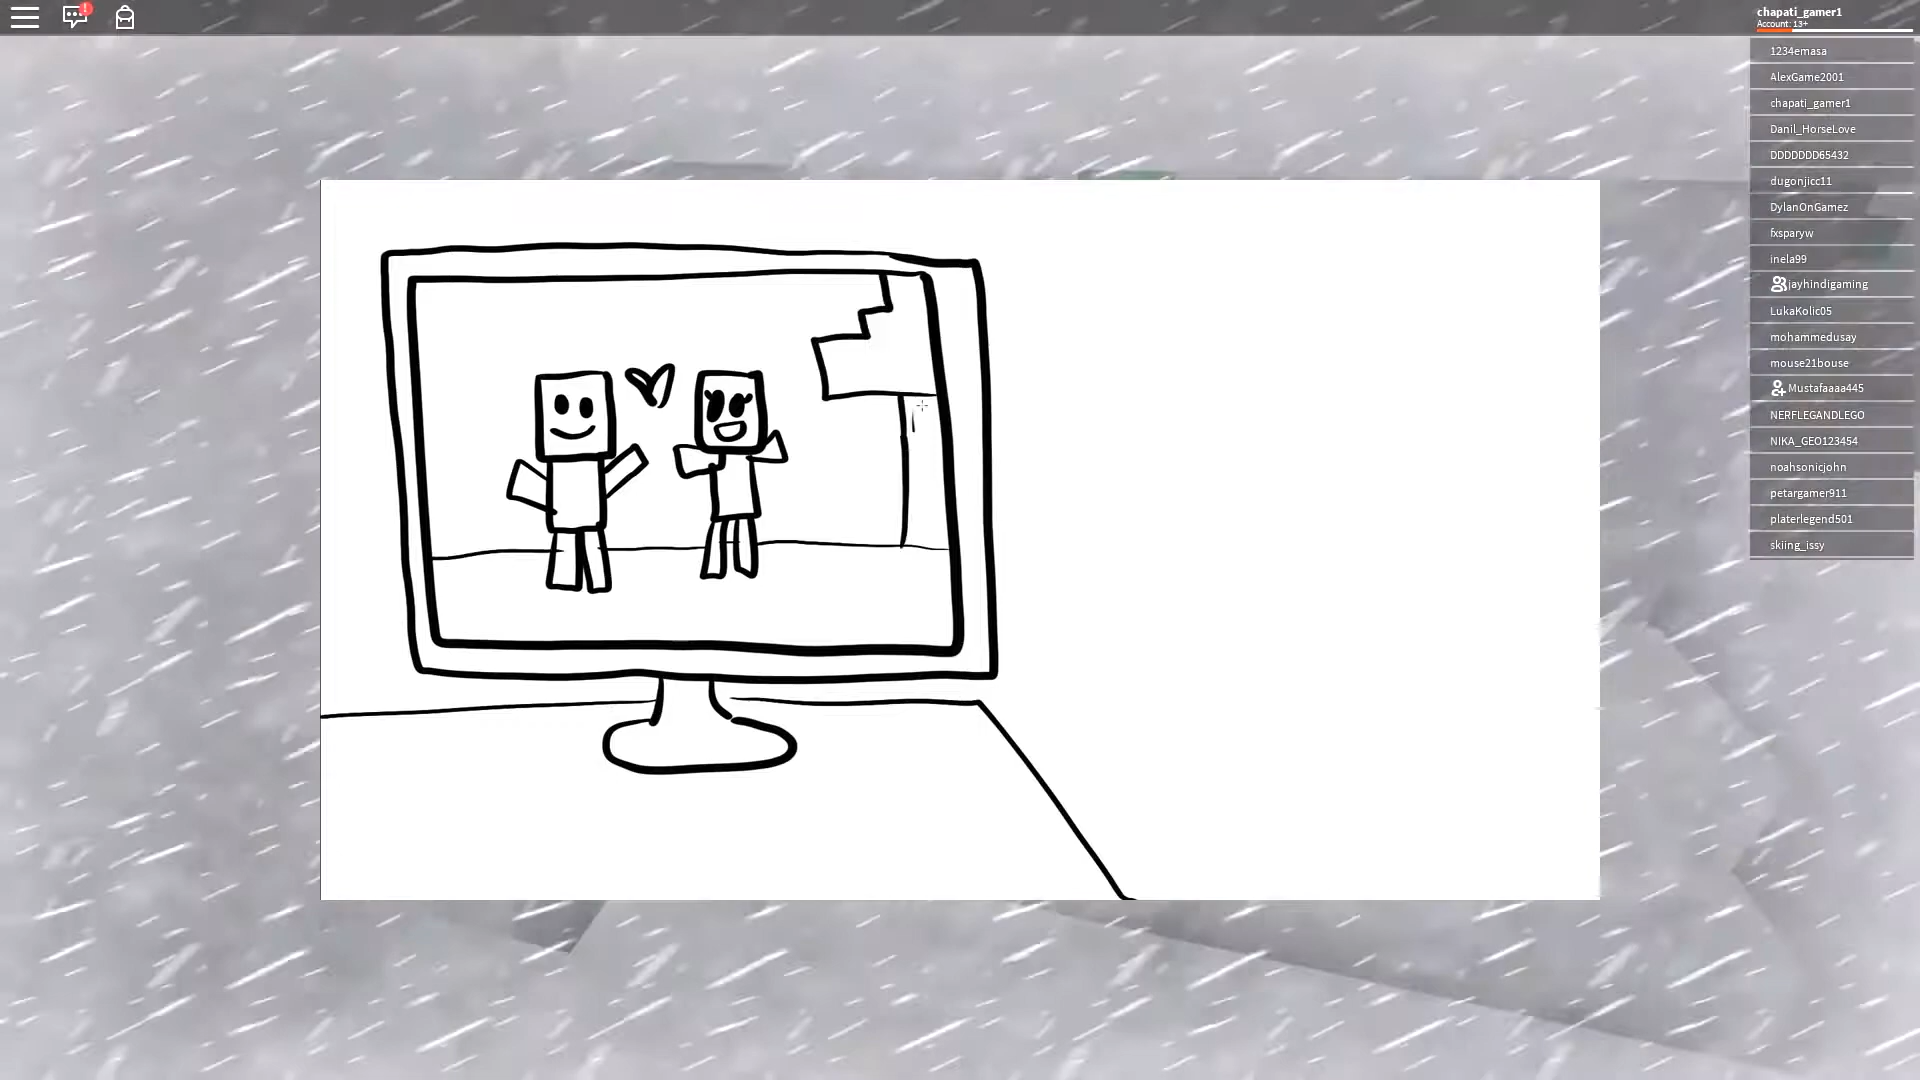 chapati_gamer1
Account: 13+
1234emasa
AlexGame2001
chapati_gamer1
Danil_HorseLove
DDDDDDD65432
dugonjicc11
DylanOnGamez
fxsparyw
inela99
jayhindigaming
LukaKolic05
mohammedusay
mouse21bouse
Mustafaaaa445
NERFLEGANDLEGO
NIKA_GEO123454
noahsonicjohn
petargamer911
platerlegend501
skiing_issy